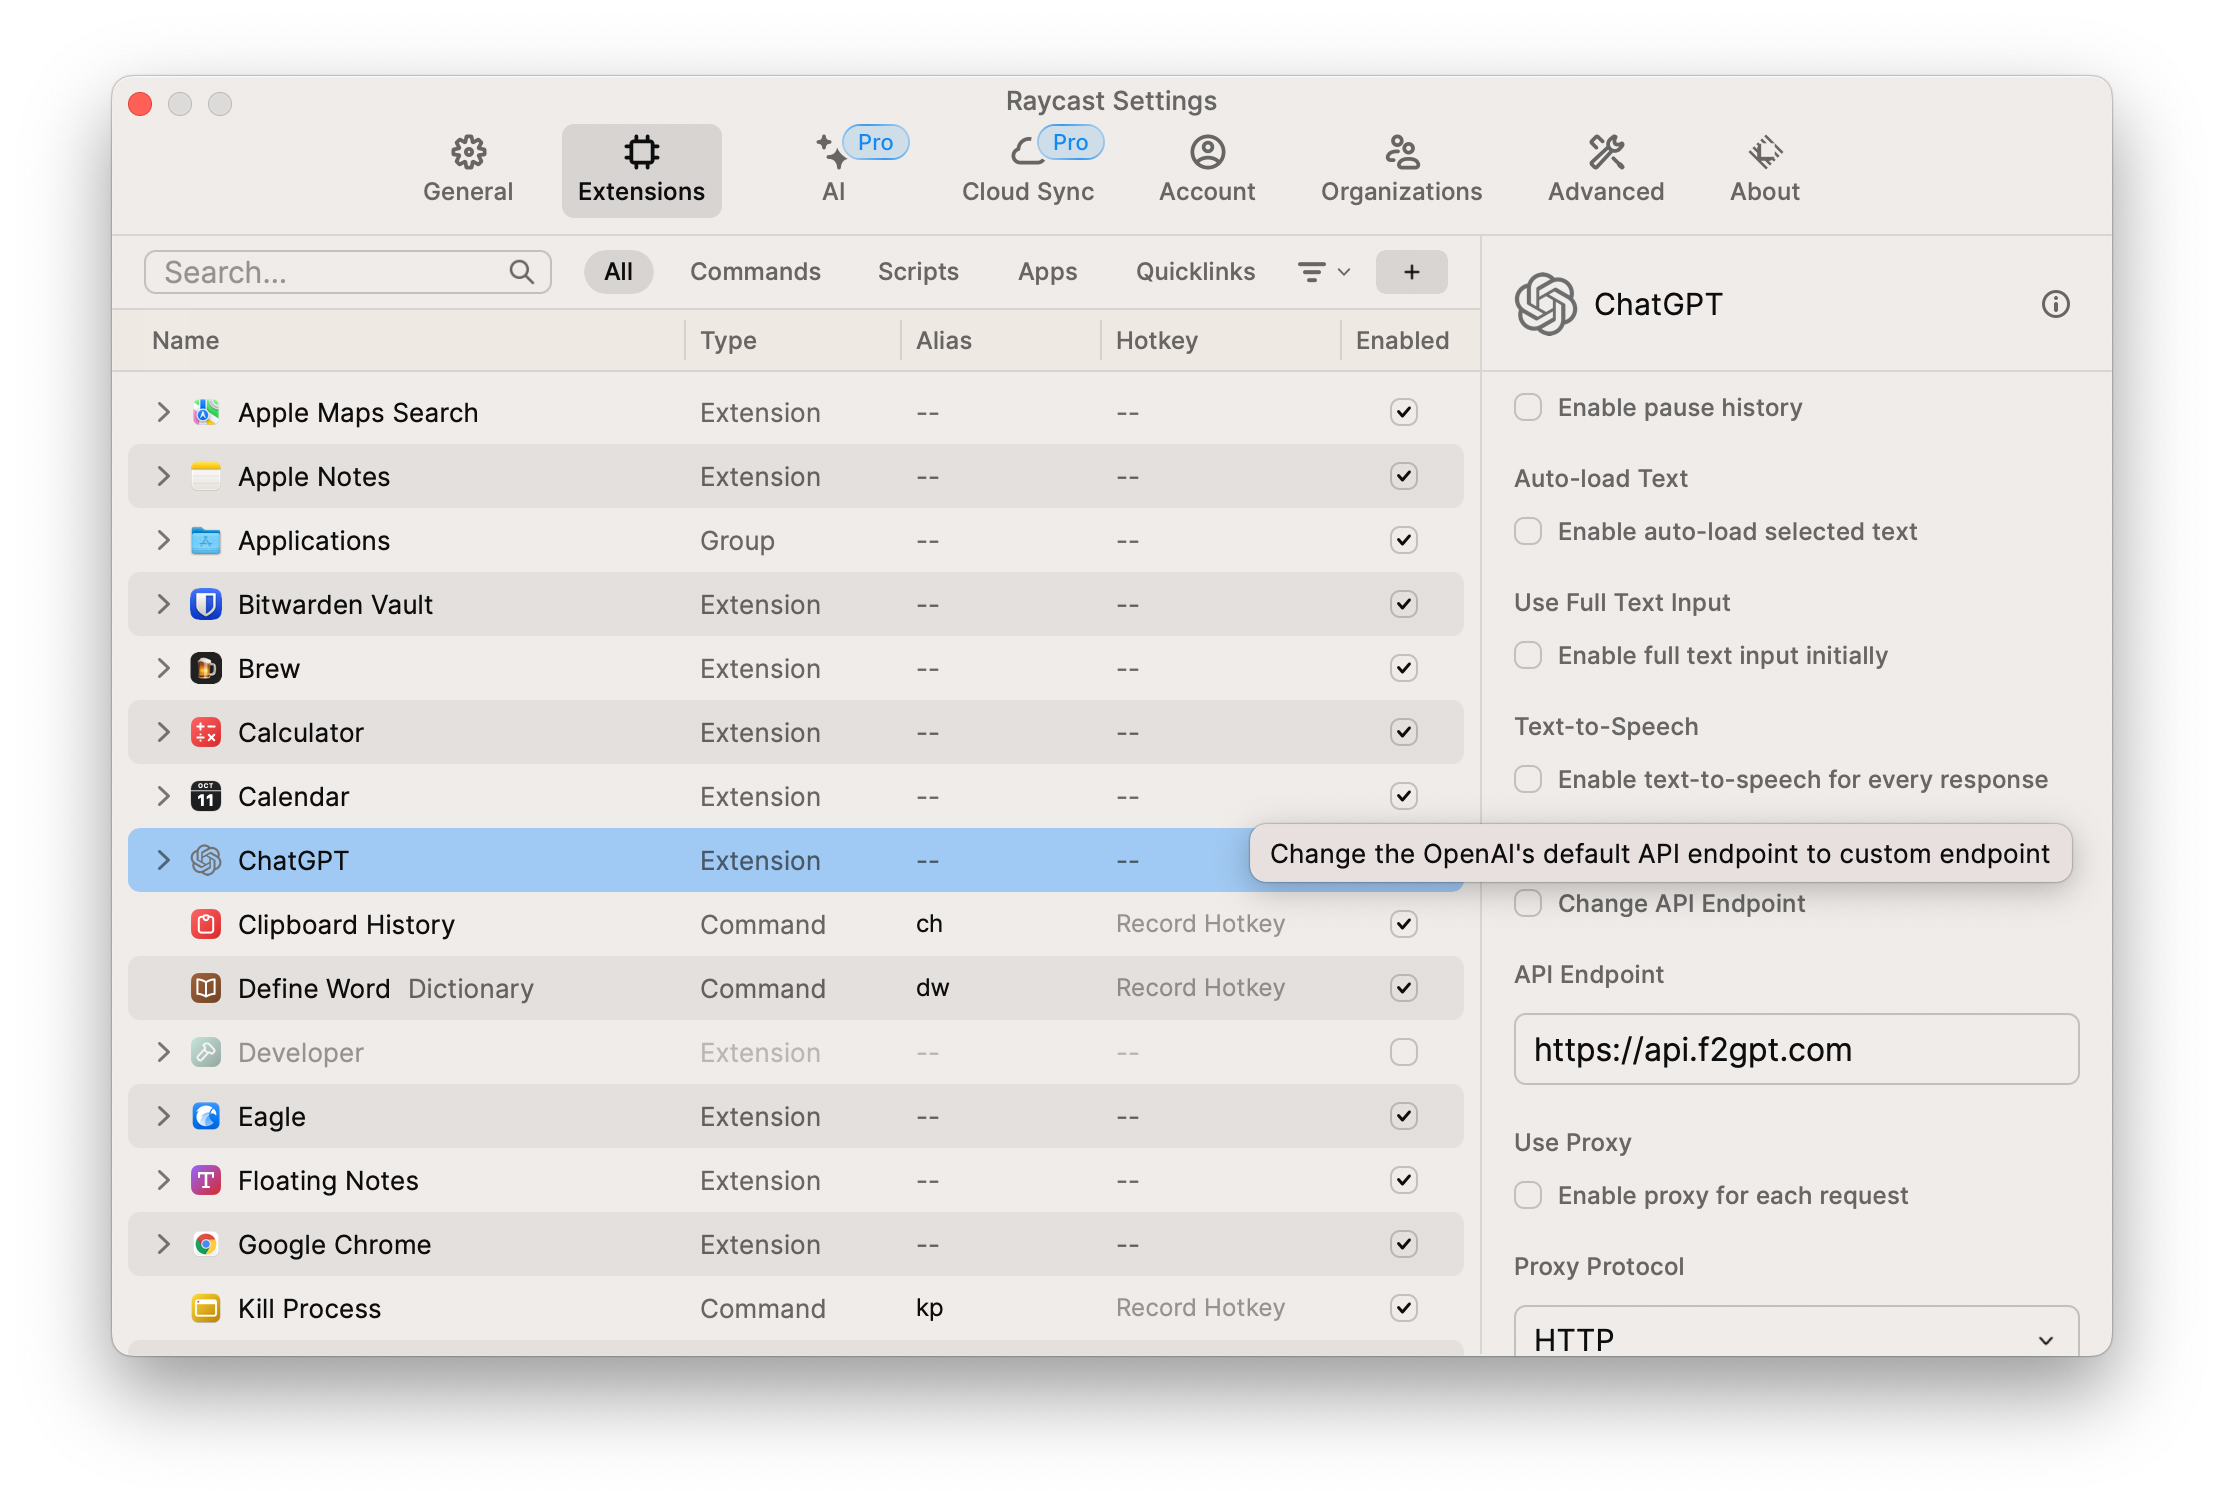 Raycast Settings
General
Extensions
Pro
AI
Pro
Cloud Sync
Account
Organizations
Advanced
About
Search...
All
Commands
Scripts
Apps
Quicklinks
+
Name Type Alias Hotkey Enabled
Apple Maps Search Extension -- --
Apple Notes Extension -- --
Applications Group -- --
Bitwarden Vault Extension -- --
Brew Extension -- --
Calculator Extension -- --
OCT
11
Calendar Extension -- --
ChatGPT Extension -- --
Clipboard History Command ch Record Hotkey
Define Word Dictionary Command dw Record Hotkey
Developer Extension -- --
Eagle Extension -- --
T
Floating Notes Extension -- --
Google Chrome Extension -- --
Kill Process Command kp Record Hotkey
ChatGPT
Enable pause history
Auto-load Text
Enable auto-load selected text
Use Full Text Input
Enable full text input initially
Text-to-Speech
Enable text-to-speech for every response
Change the OpenAI's default API endpoint to custom endpoint
Change API Endpoint
API Endpoint
https://api.f2gpt.com
Use Proxy
Enable proxy for each request
Proxy Protocol
HTTP